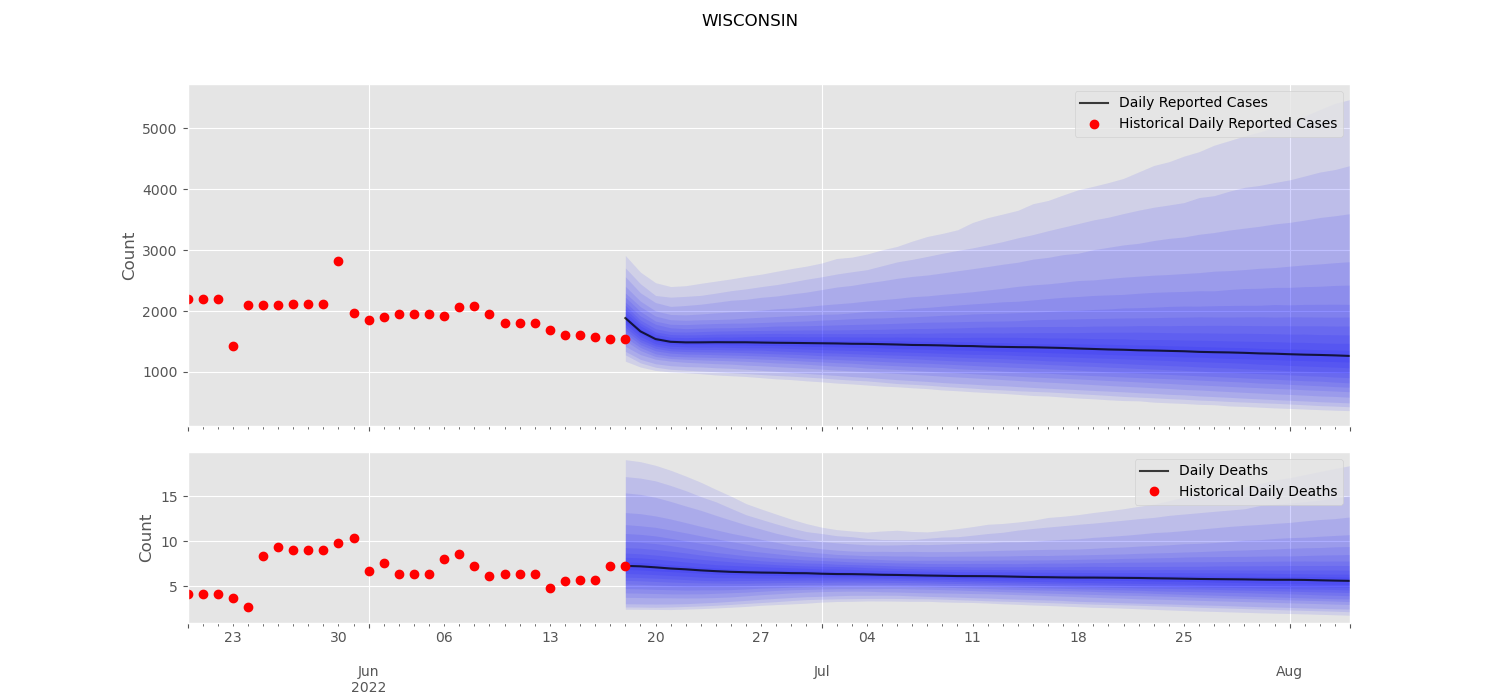 WISCONSIN
Daily Reported Cases
Historical Daily Reported Cases
5000
4000
3000
2000
1000
Count
Daily Deaths
Historical Daily Deaths
15
10
5
Count
23 30 06 13 20 27 04 11 18 25
Jun Jul Aug
2022